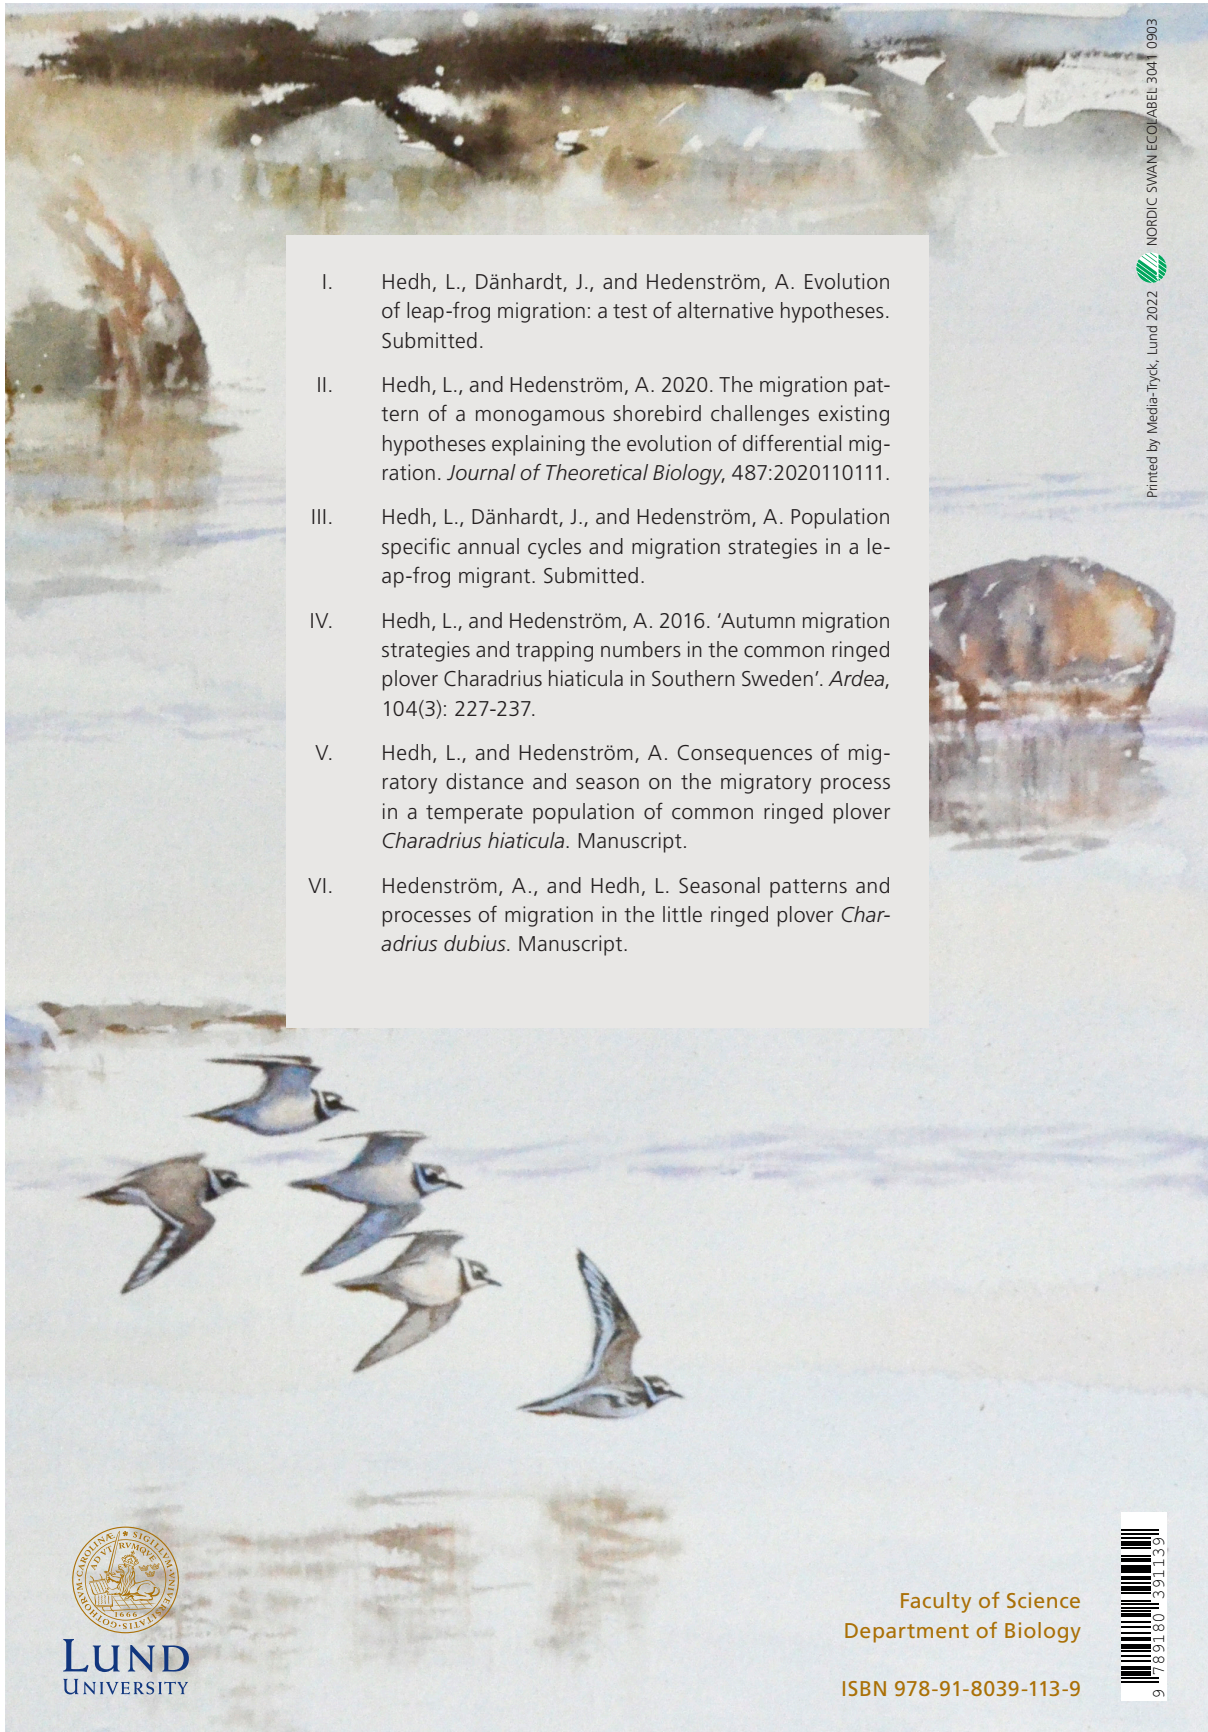 I. Hedh, L., Dänhardt, J., and Hedenström, A. Evolution
of leap-frog migration: a test of alternative hypotheses.
Submitted.
II. Hedh, L., and Hedenström, A. 2020. The migration pat-
tern of a monogamous shorebird challenges existing
hypotheses explaining the evolution of differential mig-
ration. Journal of Theoretical Biology, 487:2020110111.
III. Hedh, L., Dänhardt, J., and Hedenström, A. Population
specific annual cycles and migration strategies in a le-
ap-frog migrant. Submitted.
IV. Hedh, L., and Hedenström, A. 2016. ‘Autumn migration
strategies and trapping numbers in the common ringed
plover Charadrius hiaticula in Southern Sweden’. Ardea,
104(3): 227-237.
V. Hedh, L., and Hedenström, A. Consequences of mig-
ratory distance and season on the migratory process
in a temperate population of common ringed plover
Charadrius hiaticula. Manuscript.
VI. Hedenström, A., and Hedh, L. Seasonal patterns and
processes of migration in the little ringed plover Char-
adrius dubius. Manuscript.
Printed by Media-Tryck, Lund 2022 NORDIC SWAN ECOLABEL 3041 0903
SIGILLVM·VNIVERSITATIS·GOTHORVM·CAROLINÆ
AD VTRVMQVE
1666
LUND
UNIVERSITY
Faculty of Science
Department of Biology
ISBN 978-91-8039-113-9
9 789180 391139